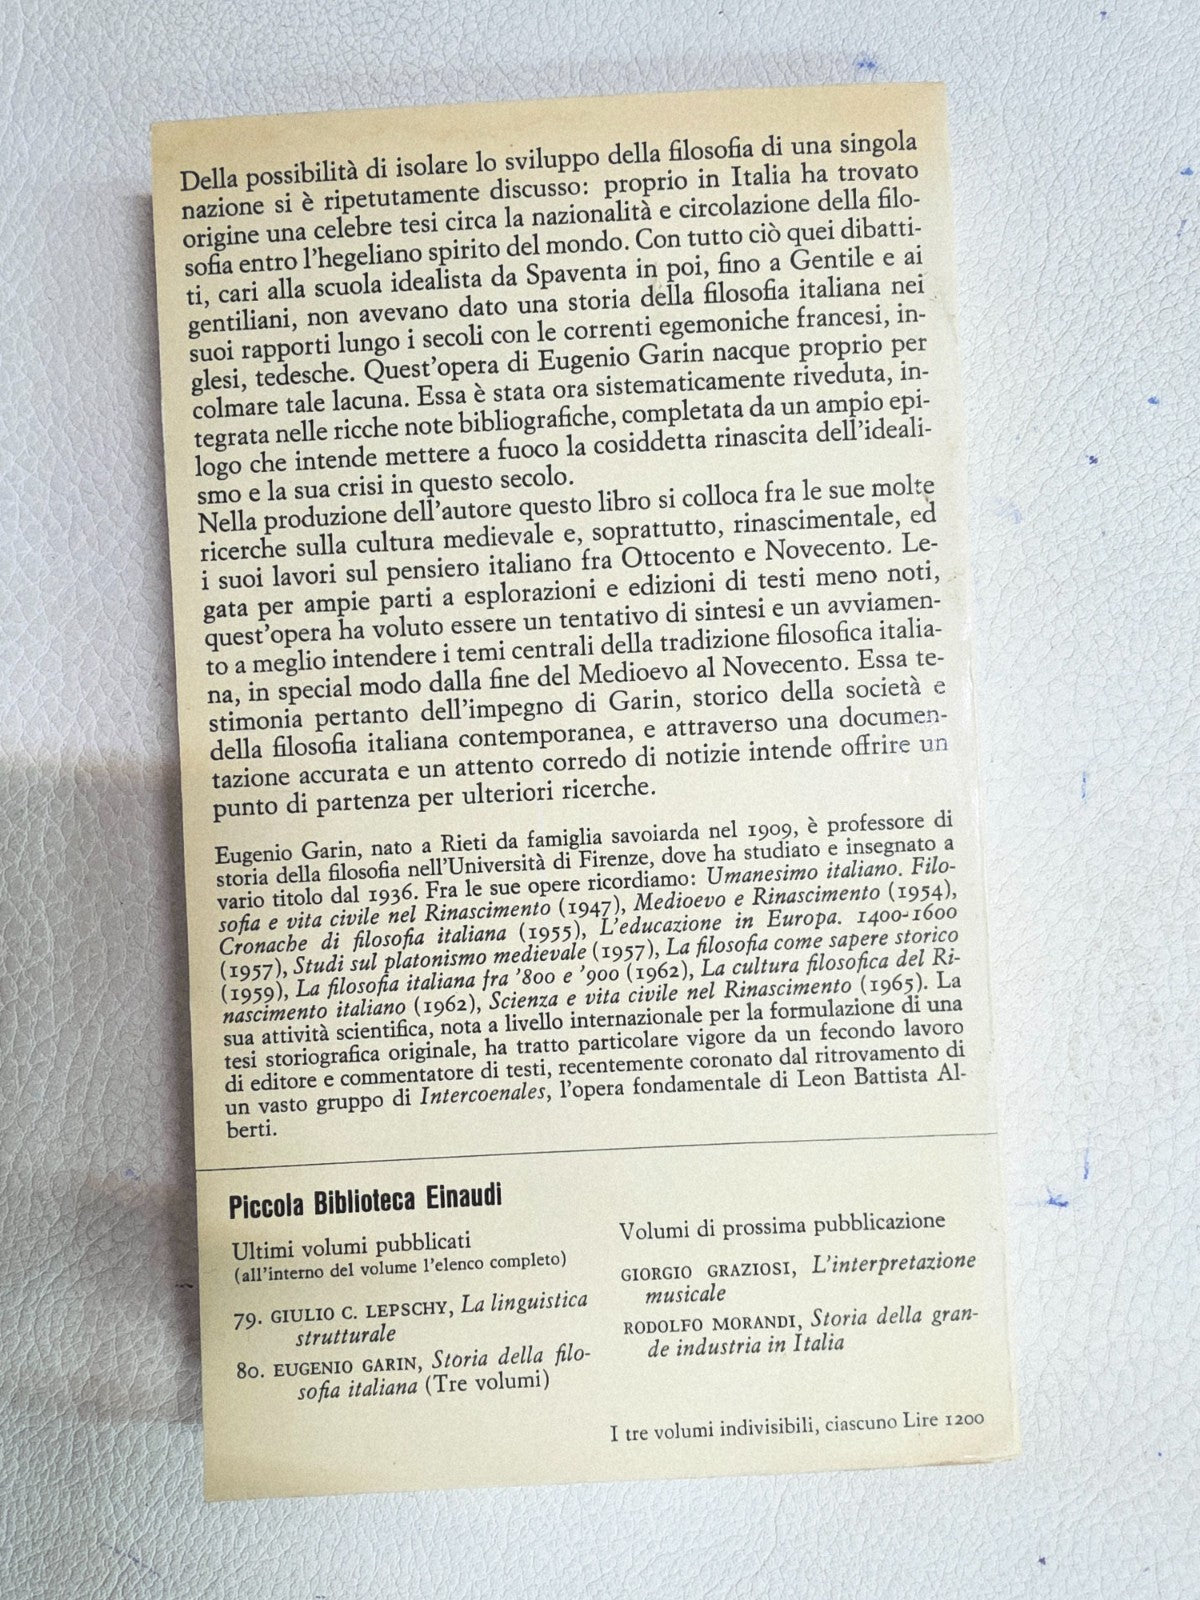 Della possibilità di isolare lo sviluppo della filosofia di una singola
nazione si è ripetutamente discusso: proprio in Italia ha trovato
origine una celebre tesi circa la nazionalità e circolazione della filo-
sofia entro l'hegeliano spirito del mondo. Con tutto ciò quei dibatti-
ti, cari alla scuola idealista da Spaventa in poi, fino a Gentile e ai
gentiliani, non avevano dato una storia della filosofia italiana nei
suoi rapporti lungo i secoli con le correnti egemoniche francesi, in-
glesi, tedesche. Quest'opera di Eugenio Garin nacque proprio per
colmare tale lacuna. Essa è stata ora sistematicamente riveduta, in-
tegrata nelle ricche note bibliografiche, completata da un ampio epi-
logo che intende mettere a fuoco la cosiddetta rinascita dell'ideali-
smo e la sua crisi in questo secolo.
Nella produzione dell'autore questo libro si colloca fra le sue molte
ricerche sulla cultura medievale e, soprattutto, rinascimentale, ed
i suoi lavori sul pensiero italiano fra Ottocento e Novecento. Le-
gata per ampie parti a esplorazioni e edizioni di testi meno noti,
quest'opera ha voluto essere un tentativo di sintesi e un avviamen-
to a meglio intendere i temi centrali della tradizione filosofica italia-
na, in special modo dalla fine del Medioevo al Novecento. Essa te-
stimonia pertanto dell'impegno di Garin, storico della società e
della filosofia italiana contemporanea, e attraverso una documen-
tazione accurata e un attento corredo di notizie intende offrire un
punto di partenza per ulteriori ricerche.
Eugenio Garin, nato a Rieti da famiglia savoiarda nel 1909, è professore di
storia della filosofia nell'Università di Firenze, dove ha studiato e insegnato a
vario titolo dal 1936. Fra le sue opere ricordiamo: Umanesimo italiano. Filo-
sofia e vita civile nel Rinascimento (1947), Medioevo e Rinascimento (1954),
Cronache di filosofia italiana (1955), L'educazione in Europa. 1400-1600
(1957), Studi sul platonismo medievale (1957), La filosofia come sapere storico
(1959), La filosofia italiana fra '800 e '900 (1962), La cultura filosofica del Ri-
nascimento italiano (1962), Scienza e vita civile nel Rinascimento (1965). La
sua attività scientifica, nota a livello internazionale per la formulazione di una
tesi storiografica originale, ha tratto particolare vigore da un fecondo lavoro
di editore e commentatore di testi, recentemente coronato dal ritrovamento di
un vasto gruppo di Intercoenales, l'opera fondamentale di Leon Battista Al-
berti.
Piccola Biblioteca Einaudi
Ultimi volumi pubblicati
(all'interno del volume l'elenco completo)
79. GIULIO C. LEPSCHY, La linguistica
strutturale
80. EUGENIO GARIN, Storia della filo-
sofia italiana (Tre volumi)
Volumi di prossima pubblicazione
GIORGIO GRAZIOSI, L'interpretazione
musicale
RODOLFO MORANDI, Storia della gran-
de industria in Italia
I tre volumi indivisibili, ciascuno Lire 1200